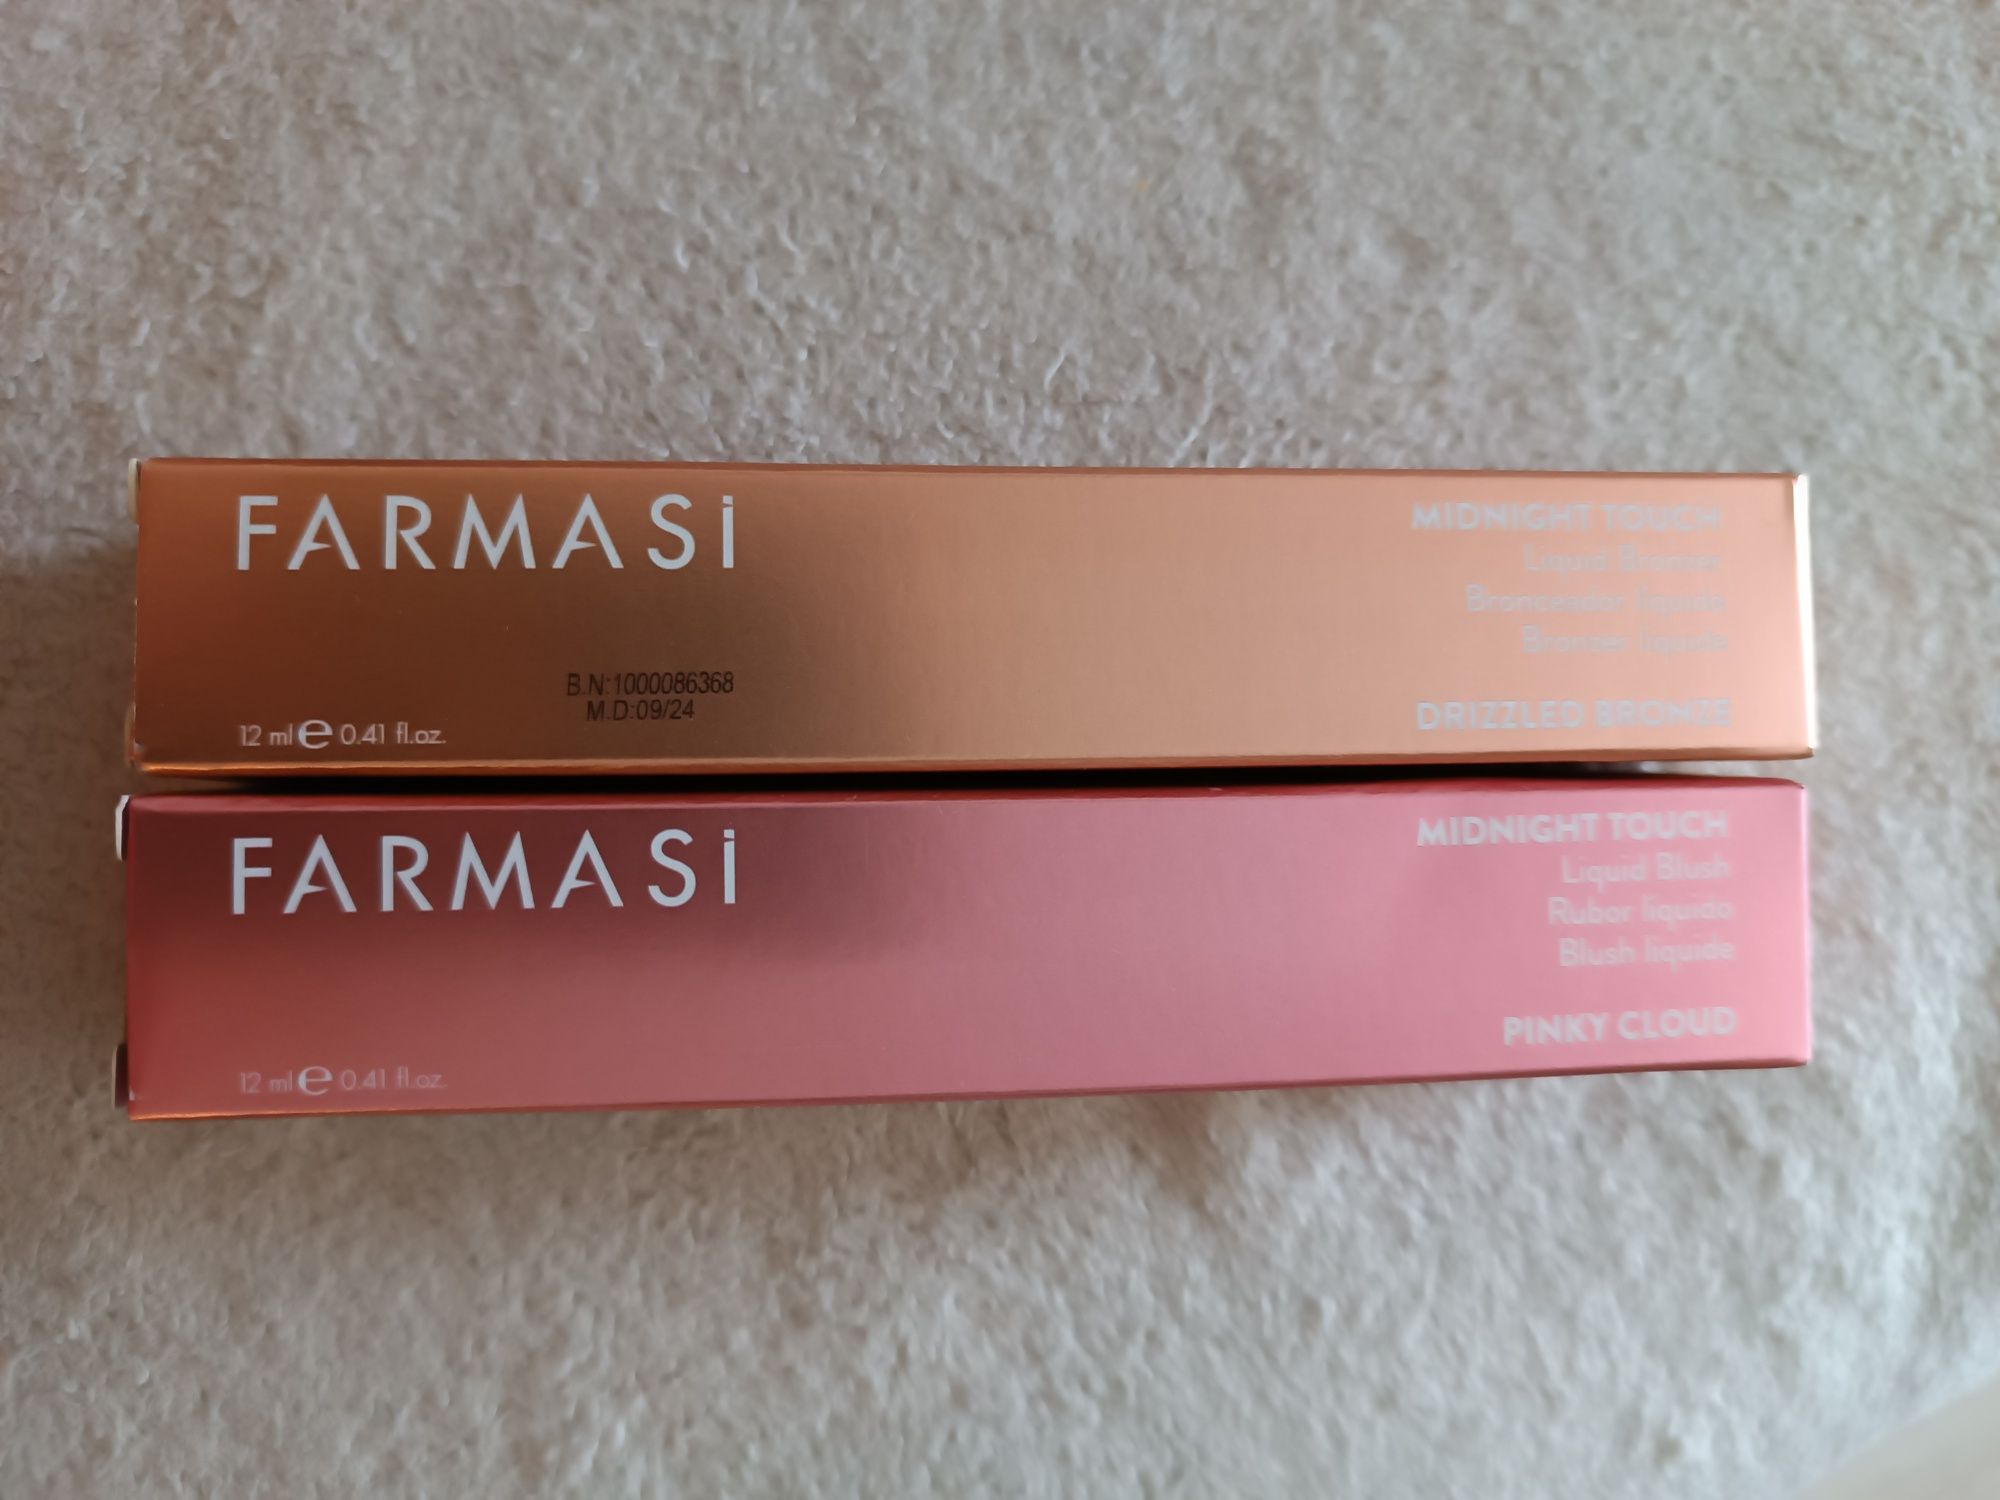 FARMASi
MIDNIGHT TOUCH
Liquid Bronzer
Bronceador líquido
Bronzer liquide
B.N:1000086368
M.D:09/24
12 ml e 0.41 fl.oz.
DRIZZLED BRONZE
FARMASi
MIDNIGHT TOUCH
Liquid Blush
Rubor líquido
Blush liquide
PINKY CLOUD
12 ml e 0.41 fl.oz.